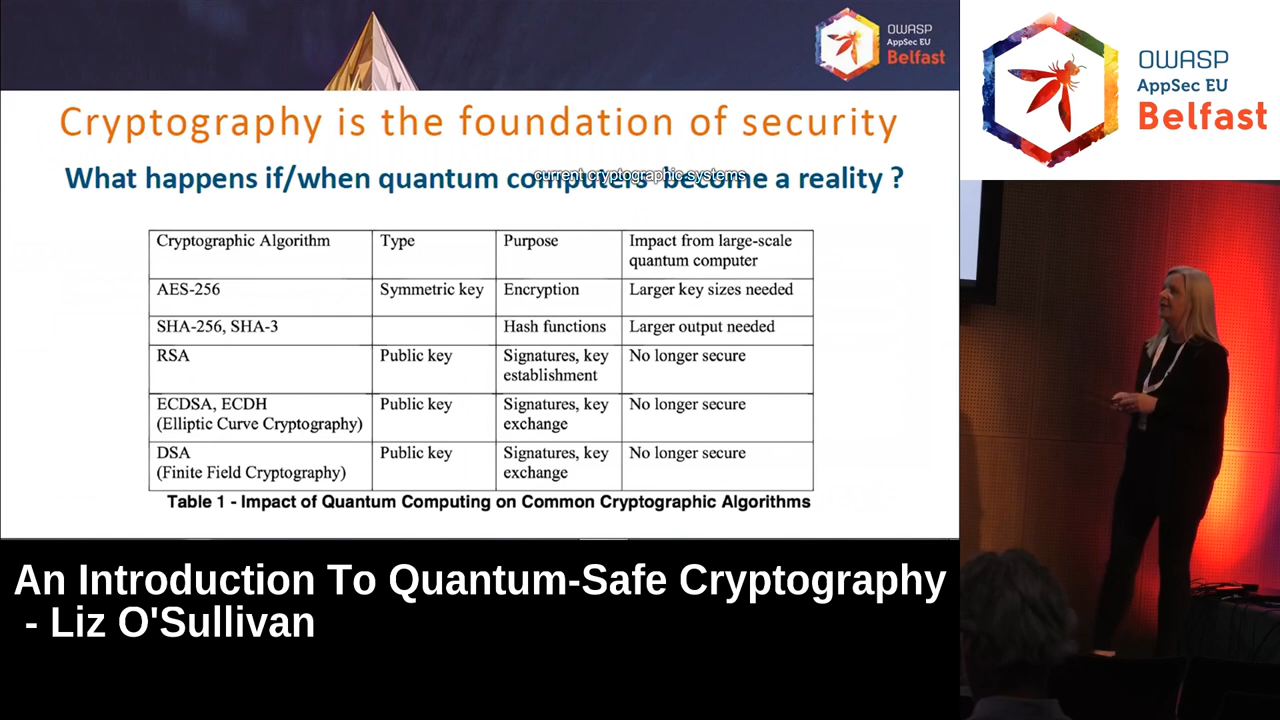 OWASP
AppSec EU
Belfast
OWASP
AppSec EU
Belfast
Cryptography is the foundation of security
What happens if/when quantum computers become a reality ?
current cryptographic systems
Cryptographic Algorithm Type Purpose Impact from large-scale
quantum computer
AES-256 Symmetric key Encryption Larger key sizes needed
SHA-256, SHA-3 Hash functions Larger output needed
RSA Public key Signatures, key No longer secure
establishment
ECDSA, ECDH Public key Signatures, key No longer secure
(Elliptic Curve Cryptography) exchange
DSA Public key Signatures, key No longer secure
(Finite Field Cryptography) exchange
Table 1 - Impact of Quantum Computing on Common Cryptographic Algorithms
An Introduction To Quantum-Safe Cryptography
- Liz O'Sullivan